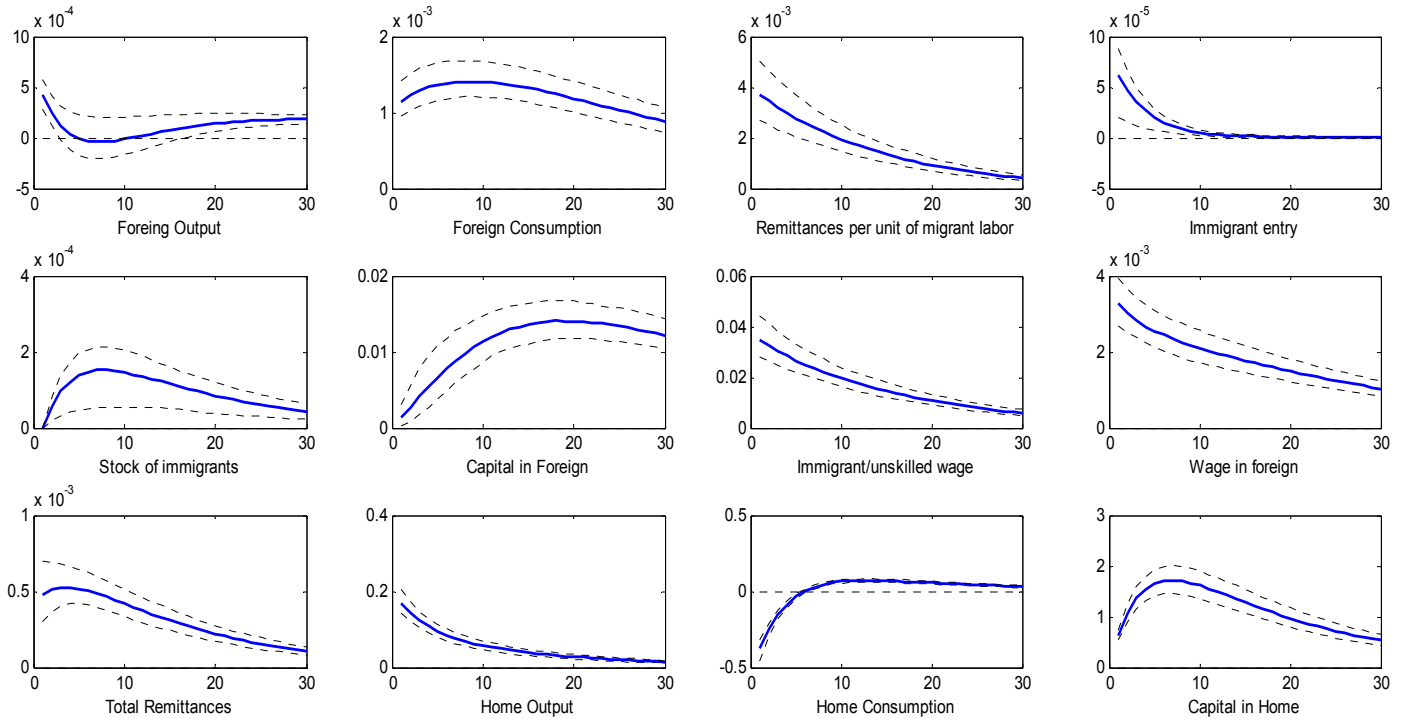 x 10^-4
10
5
0
-5
0 10 20 30
Foreing Output
x 10^-3
2
1
0
0 10 20 30
Foreign Consumption
x 10^-3
6
4
2
0
0 10 20 30
Remittances per unit of migrant labor
x 10^-5
10
5
0
-5
0 10 20 30
Immigrant entry
x 10^-4
4
2
0
0 10 20 30
Stock of immigrants
0.02
0.01
0
0 10 20 30
Capital in Foreign
0.06
0.04
0.02
0
0 10 20 30
Immigrant/unskilled wage
x 10^-3
4
2
0
0 10 20 30
Wage in foreign
x 10^-3
1
0.5
0
0 10 20 30
Total Remittances
0.4
0.2
0
0 10 20 30
Home Output
0.5
0
-0.5
0 10 20 30
Home Consumption
3
2
1
0
0 10 20 30
Capital in Home